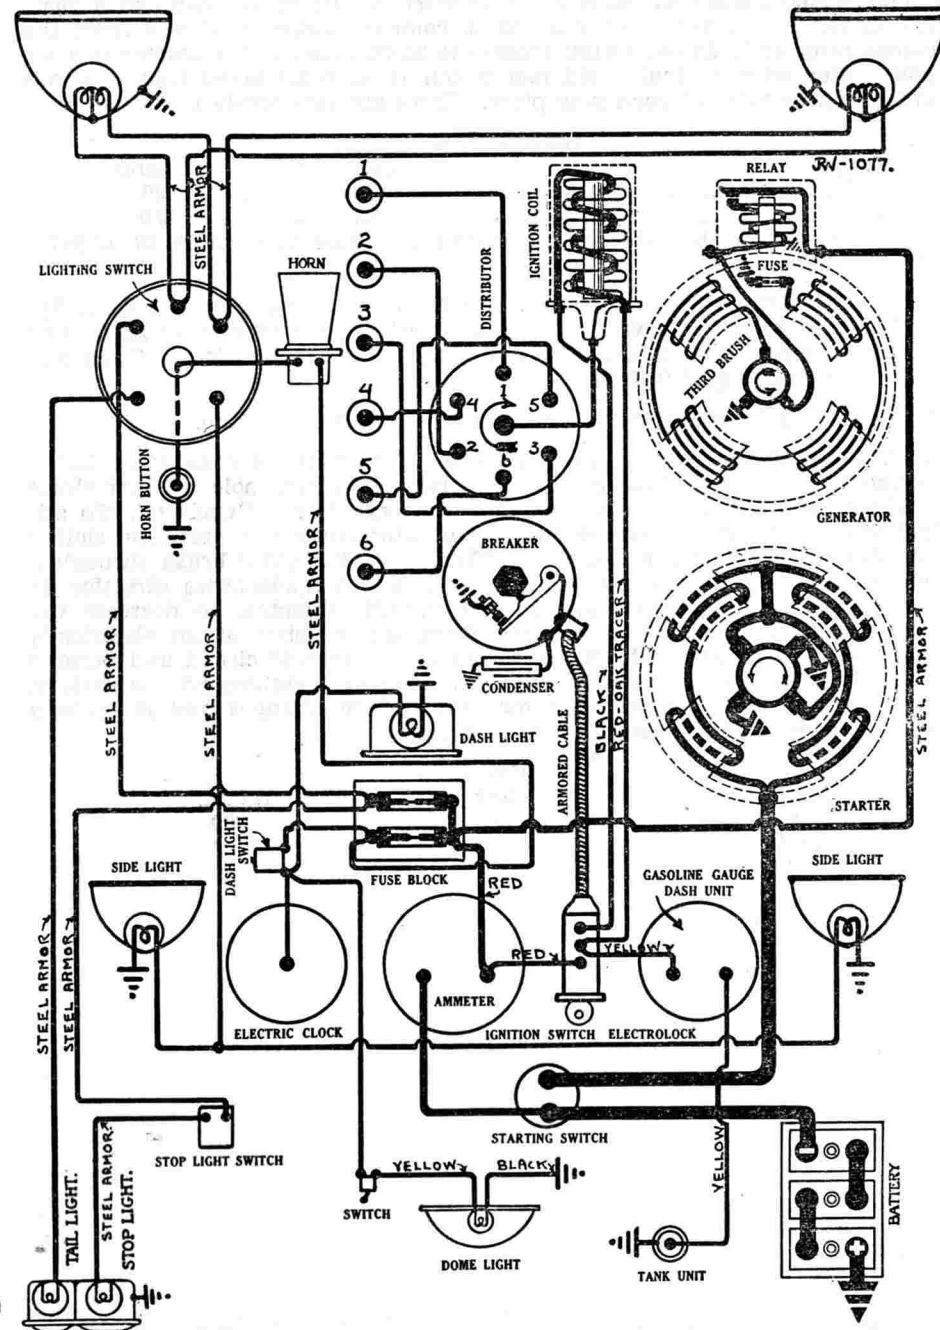 JRW-1077.
RELAY
STEEL ARMOR
IGNITION COIL
LIGHTING SWITCH
HORN
1
2
3
4
5
6
DISTRIBUTOR
FUSE
THIRD BRUSH
1
4
5
2
3
6
HORN BUTTON
GENERATOR
STEEL ARMOR
BREAKER
CONDENSER
BLACK
RED OR TRACER
STEEL ARMOR
STEEL ARMOR
STEEL ARMOR
DASH LIGHT
ARMORED CABLE
STARTER
DASH LIGHT
SWITCH
FUSE BLOCK
RED
SIDE LIGHT
GASOLINE GAUGE
DASH UNIT
SIDE LIGHT
YELLOW
RED
AMMETER
STEEL ARMOR
STEEL ARMOR
ELECTRIC CLOCK
IGNITION SWITCH ELECTROLOCK
STARTING SWITCH
STOP LIGHT SWITCH
YELLOW
BLACK
YELLOW
SWITCH
STEEL ARMOR
TAIL LIGHT.
STOP LIGHT.
DOME LIGHT
TANK UNIT
BATTERY